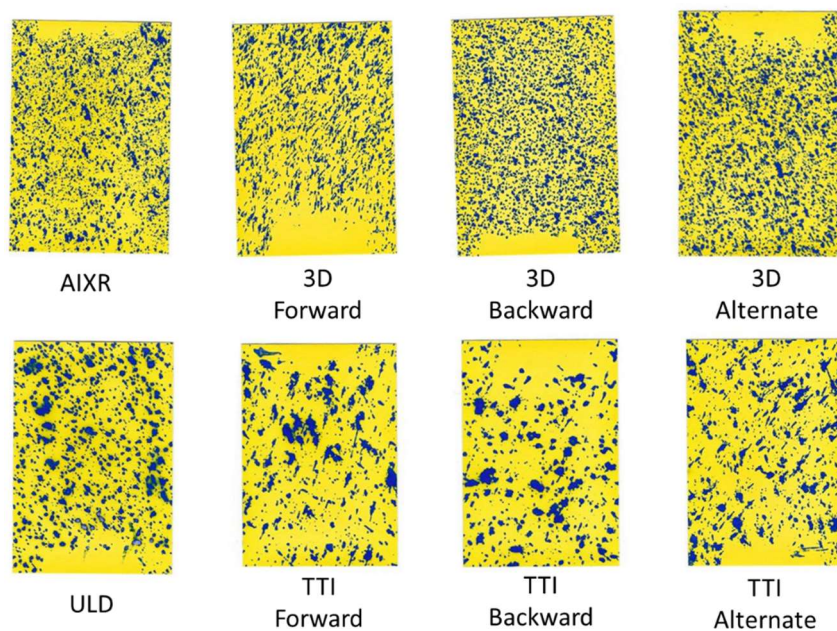 AIXR
3D
Forward
3D
Backward
3D
Alternate
ULD
TTI
Forward
TTI
Backward
TTI
Alternate